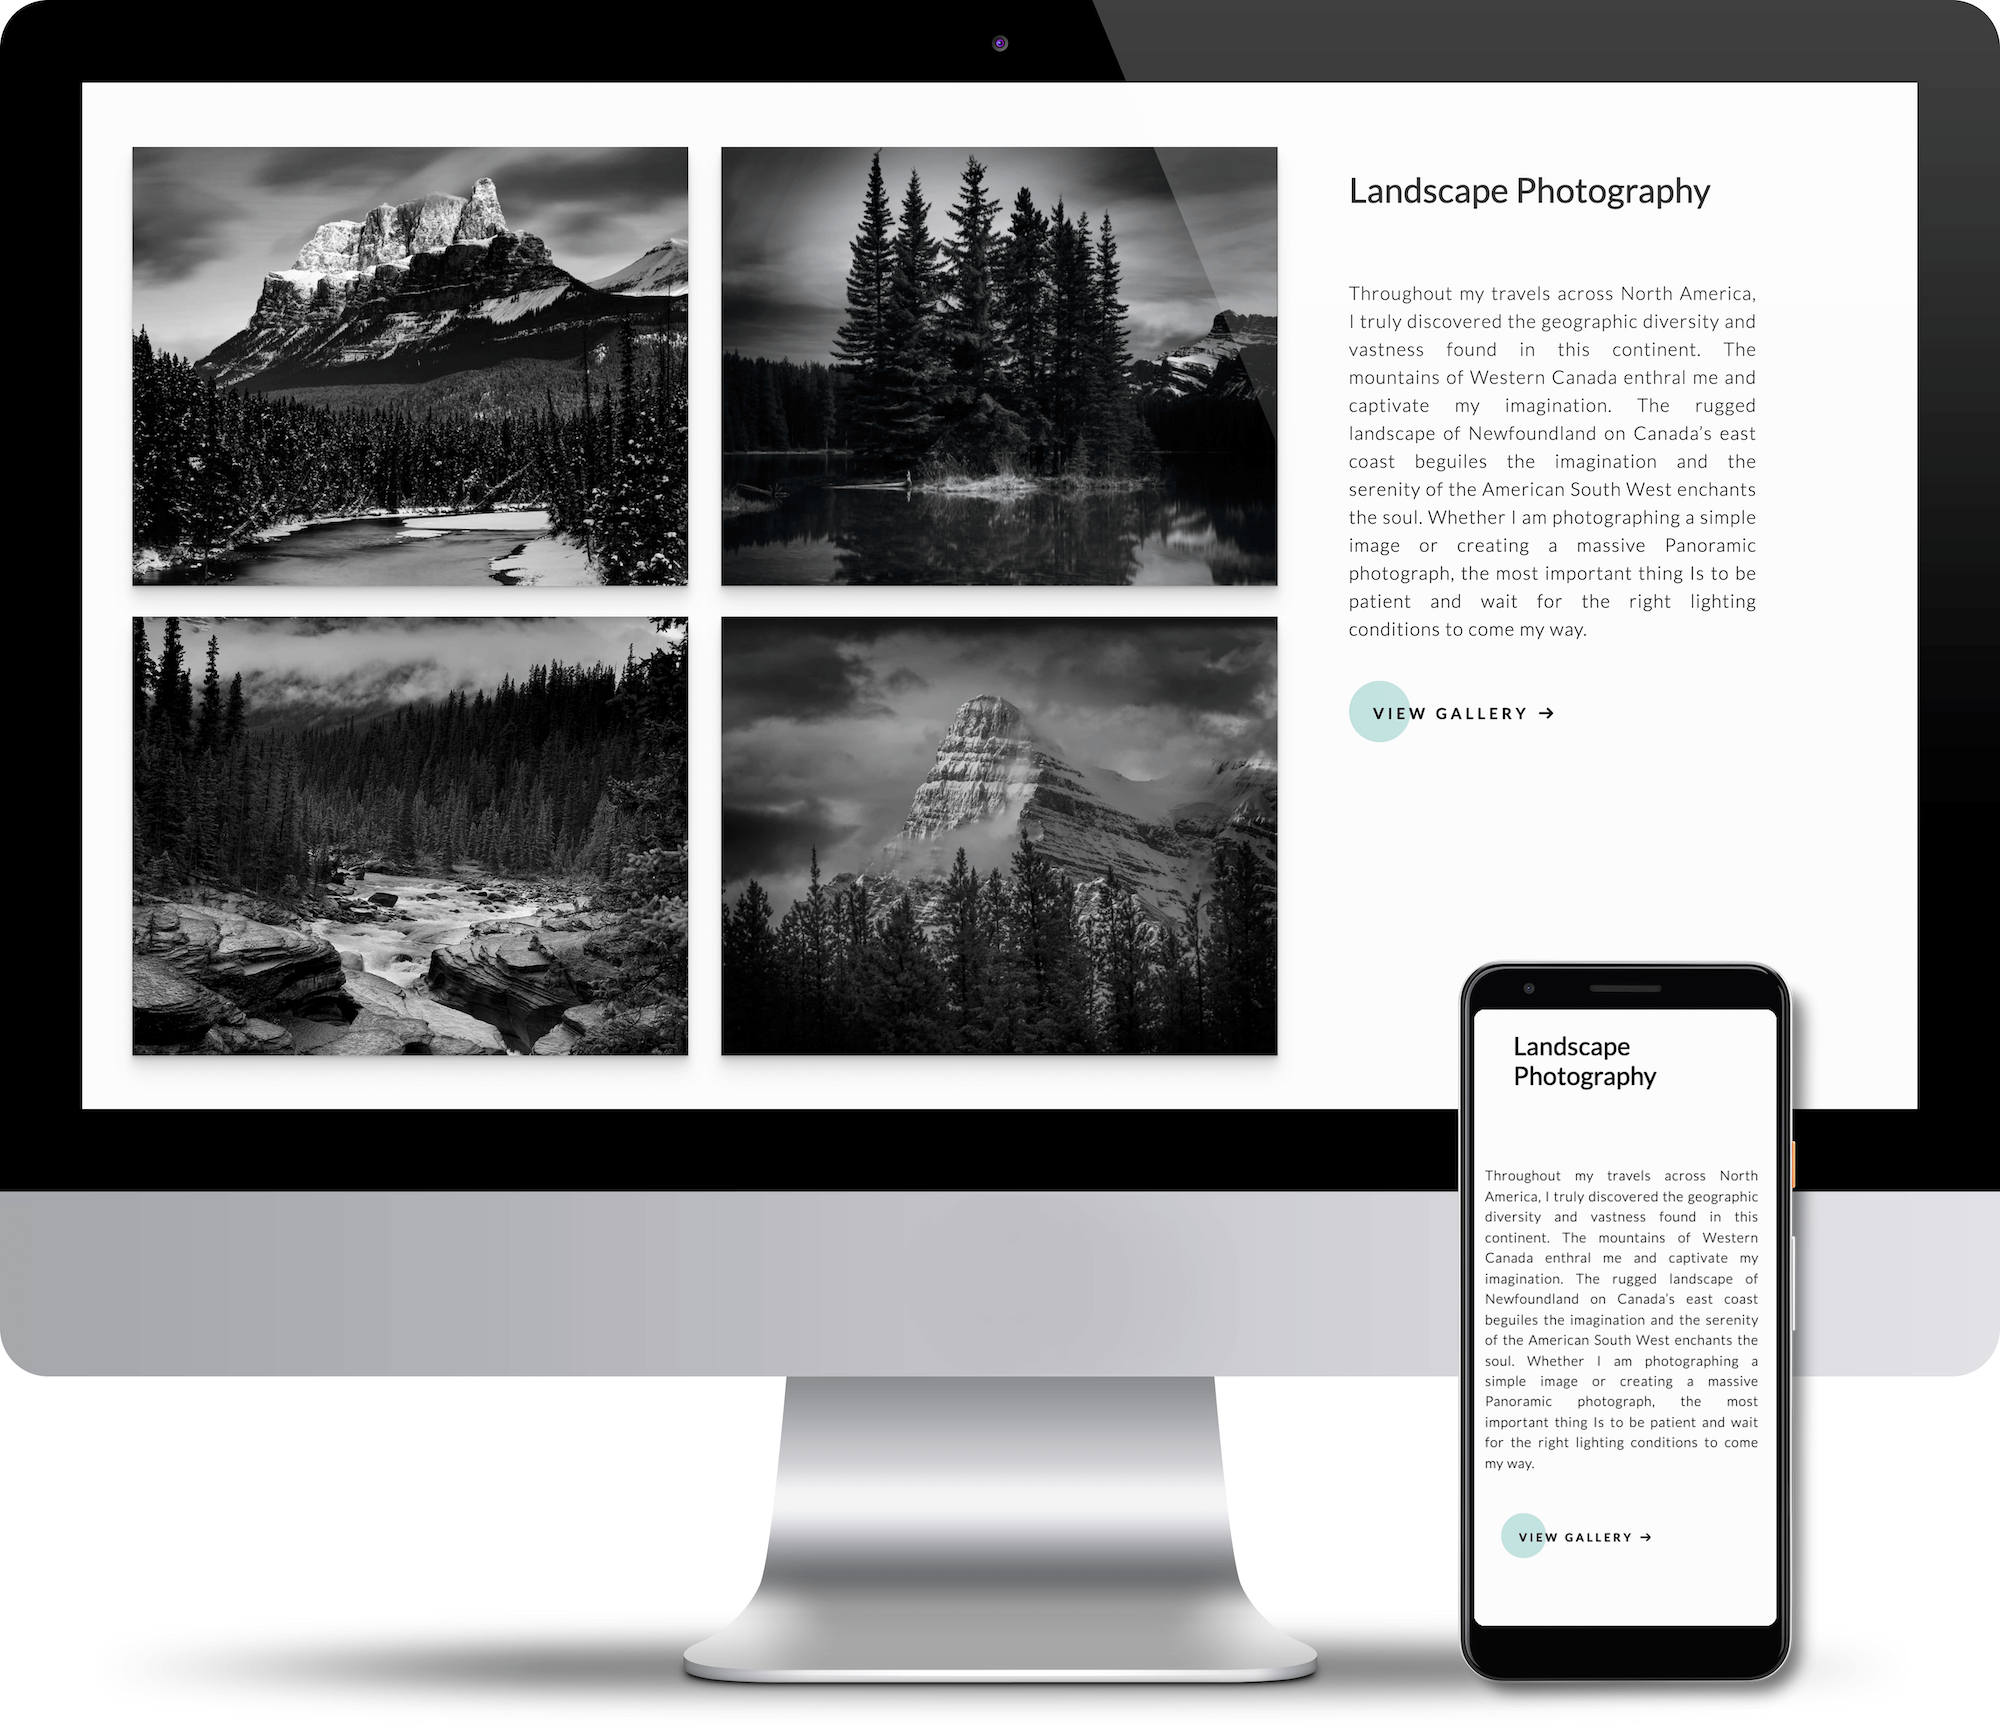 Landscape Photography
Throughout my travels across North America,
I truly discovered the geographic diversity and
vastness found in this continent. The
mountains of Western Canada enthral me and
captivate my imagination. The rugged
landscape of Newfoundland on Canada’s east
coast beguiles the imagination and the
serenity of the American South West enchants
the soul. Whether I am photographing a simple
image or creating a massive Panoramic
photograph, the most important thing Is to be
patient and wait for the right lighting
conditions to come my way.
VIEW GALLERY →
Landscape
Photography
Throughout my travels across North
America, I truly discovered the geographic
diversity and vastness found in this
continent. The mountains of Western
Canada enthral me and captivate my
imagination. The rugged landscape of
Newfoundland on Canada’s east coast
beguiles the imagination and the serenity
of the American South West enchants the
soul. Whether I am photographing a
simple image or creating a massive
Panoramic photograph, the most
important thing Is to be patient and wait
for the right lighting conditions to come
my way.
VIEW GALLERY →